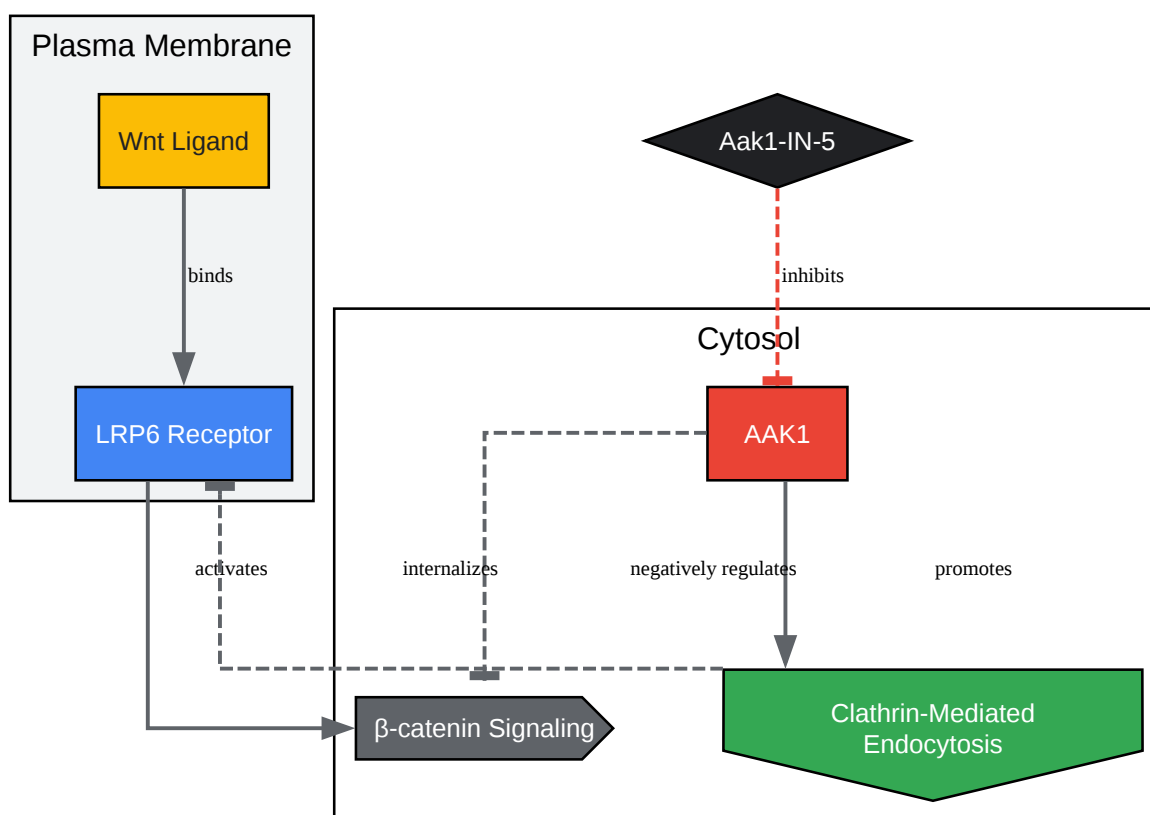 Plasma Membrane
Wnt Ligand
Aak1-IN-5
binds
inhibits
Cytosol
LRP6 Receptor
AAK1
activates
internalizes
negatively regulates
promotes
β-catenin Signaling
Clathrin-Mediated
Endocytosis